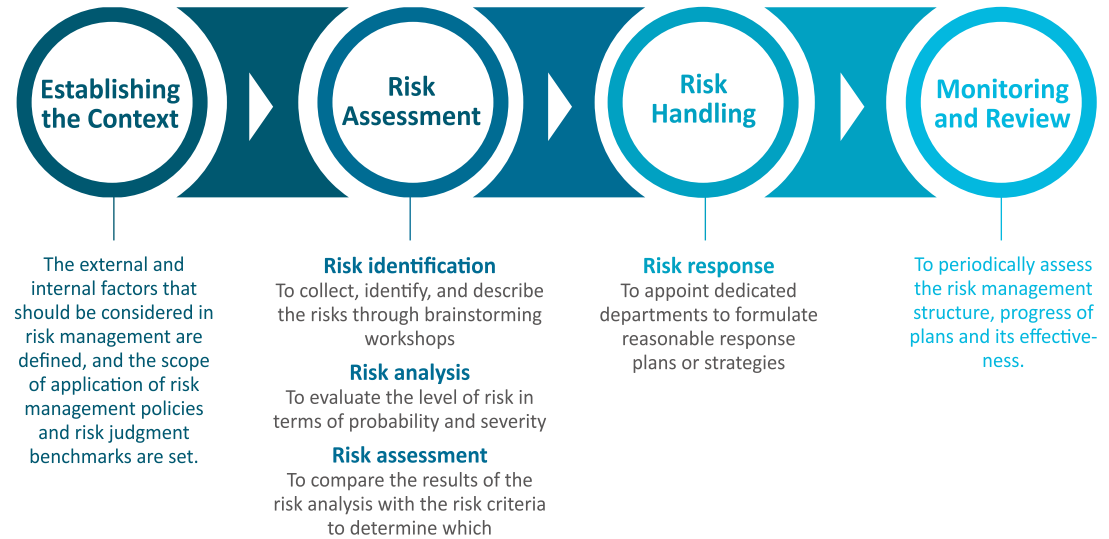 Establishing
the Context
Risk
Assessment
Risk
Handling
Monitoring
and Review
The external and
internal factors that
should be considered in
risk management are
defined, and the scope
of application of risk
management policies
and risk judgment
benchmarks are set.
Risk identification
To collect, identify, and describe
the risks through brainstorming
workshops
Risk analysis
To evaluate the level of risk in
terms of probability and severity
Risk assessment
To compare the results of the
risk analysis with the risk criteria
to determine which
Risk response
To appoint dedicated
departments to formulate
reasonable response
plans or strategies
To periodically assess
the risk management
structure, progress of
plans and its effective-
ness.